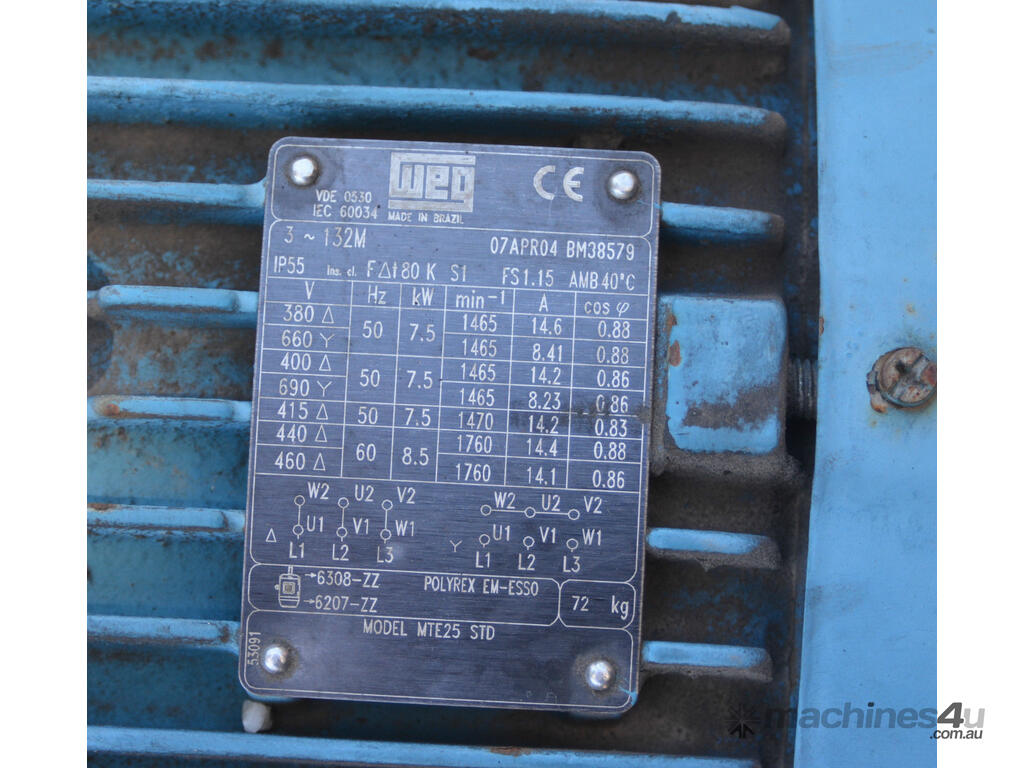 VDE 0530
IEC 60034
WEG
MADE IN BRAZIL
CE
3 ~ 132M 07APR04 BM38579
IP55 Ins. cl. F Δt 80 K S1 FS1.15 AMB 40°C
V Hz kW min⁻¹ A cos φ
380 Δ 50 7.5 1465 14.6 0.88
660 Y 1465 8.41 0.88
400 Δ 50 7.5 1465 14.2 0.86
690 Y 1465 8.23 0.86
415 Δ 50 7.5 1470 14.2 0.83
440 Δ 60 8.5 1760 14.4 0.88
460 Δ 1760 14.1 0.86
W2 U2 V2 W2 U2 V2
Δ U1 V1 W1 Y U1 V1 W1
L1 L2 L3 L1 L2 L3
→6308-ZZ POLYREX EM-ESSO
→6207-ZZ 72 kg
MODEL MTE25 STD
53091
machines4u
.com.au